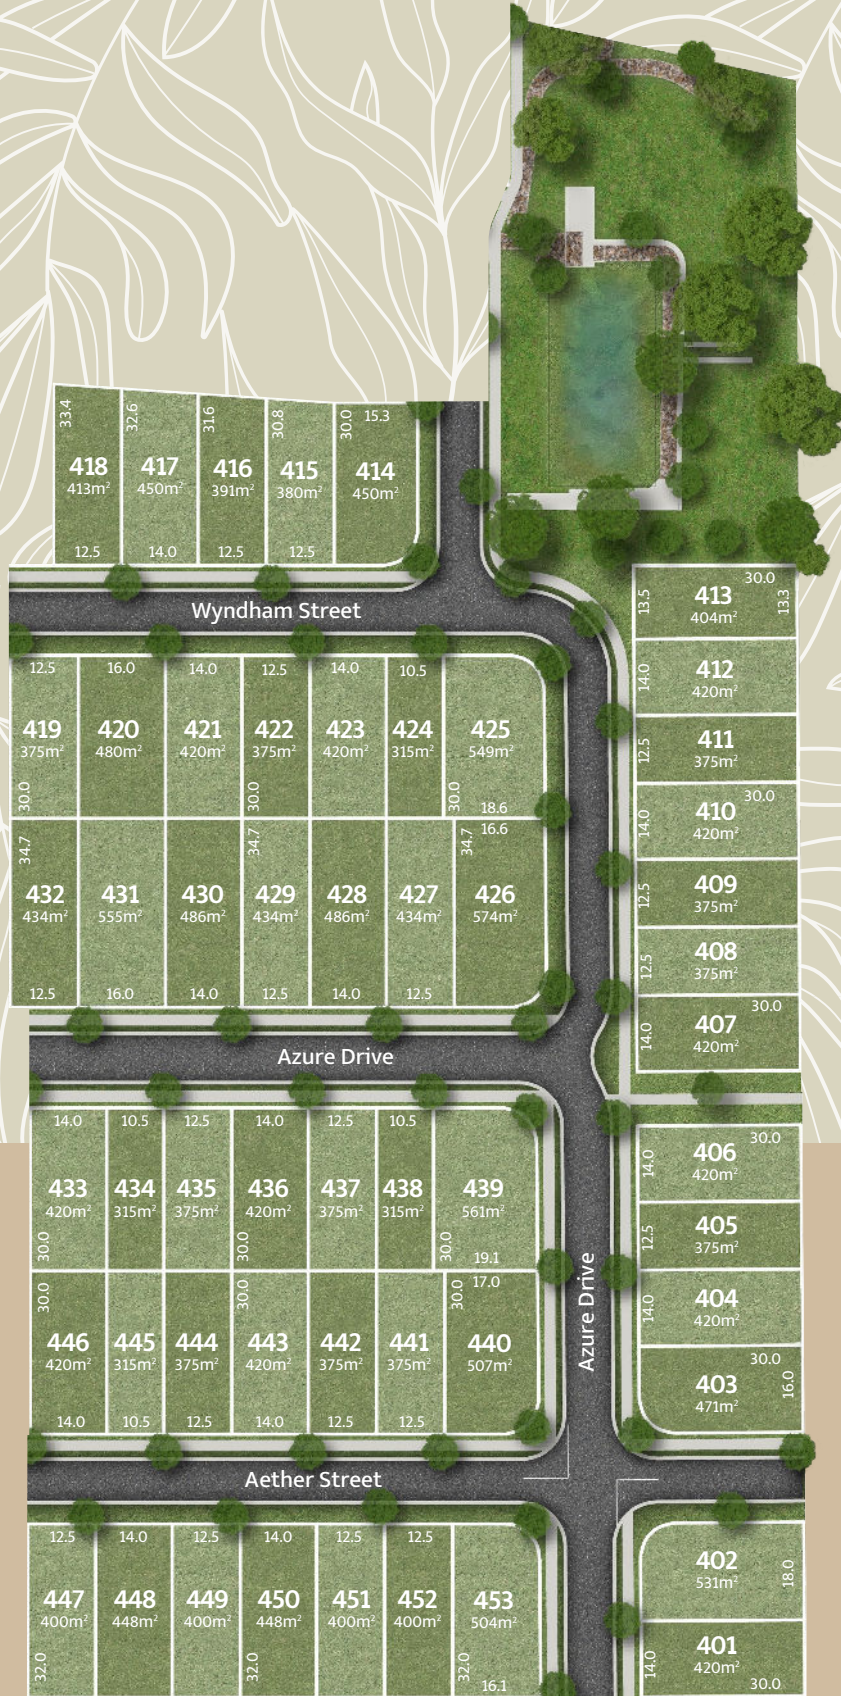 33.4
32.6
31.6
30.8
30.0
15.3
418
413m²
417
450m²
416
391m²
415
380m²
414
450m²
12.5
14.0
12.5
12.5
Wyndham Street
30.0
13.5
413
404m²
13.3
14.0
412
420m²
12.5
411
375m²
30.0
14.0
410
420m²
12.5
409
375m²
12.5
408
375m²
30.0
14.0
407
420m²
12.5
16.0
14.0
12.5
14.0
10.5
419
375m²
420
480m²
421
420m²
422
375m²
423
420m²
424
315m²
425
549m²
30.0
30.0
30.0
18.6
34.7
34.7
34.7
16.6
432
434m²
431
555m²
430
486m²
429
434m²
428
486m²
427
434m²
426
574m²
12.5
16.0
14.0
12.5
14.0
12.5
Azure Drive
14.0
10.5
12.5
14.0
12.5
10.5
433
420m²
434
315m²
435
375m²
436
420m²
437
375m²
438
315m²
439
561m²
30.0
30.0
30.0
19.1
30.0
30.0
30.0
17.0
446
420m²
445
315m²
444
375m²
443
420m²
442
375m²
441
375m²
440
507m²
14.0
10.5
12.5
14.0
12.5
12.5
Azure Drive
30.0
14.0
406
420m²
12.5
405
375m²
14.0
404
420m²
30.0
403
471m²
16.0
Aether Street
12.5
14.0
12.5
14.0
12.5
12.5
447
400m²
448
448m²
449
400m²
450
448m²
451
400m²
452
400m²
453
504m²
32.0
32.0
32.0
16.1
402
531m²
18.0
14.0
401
420m²
30.0